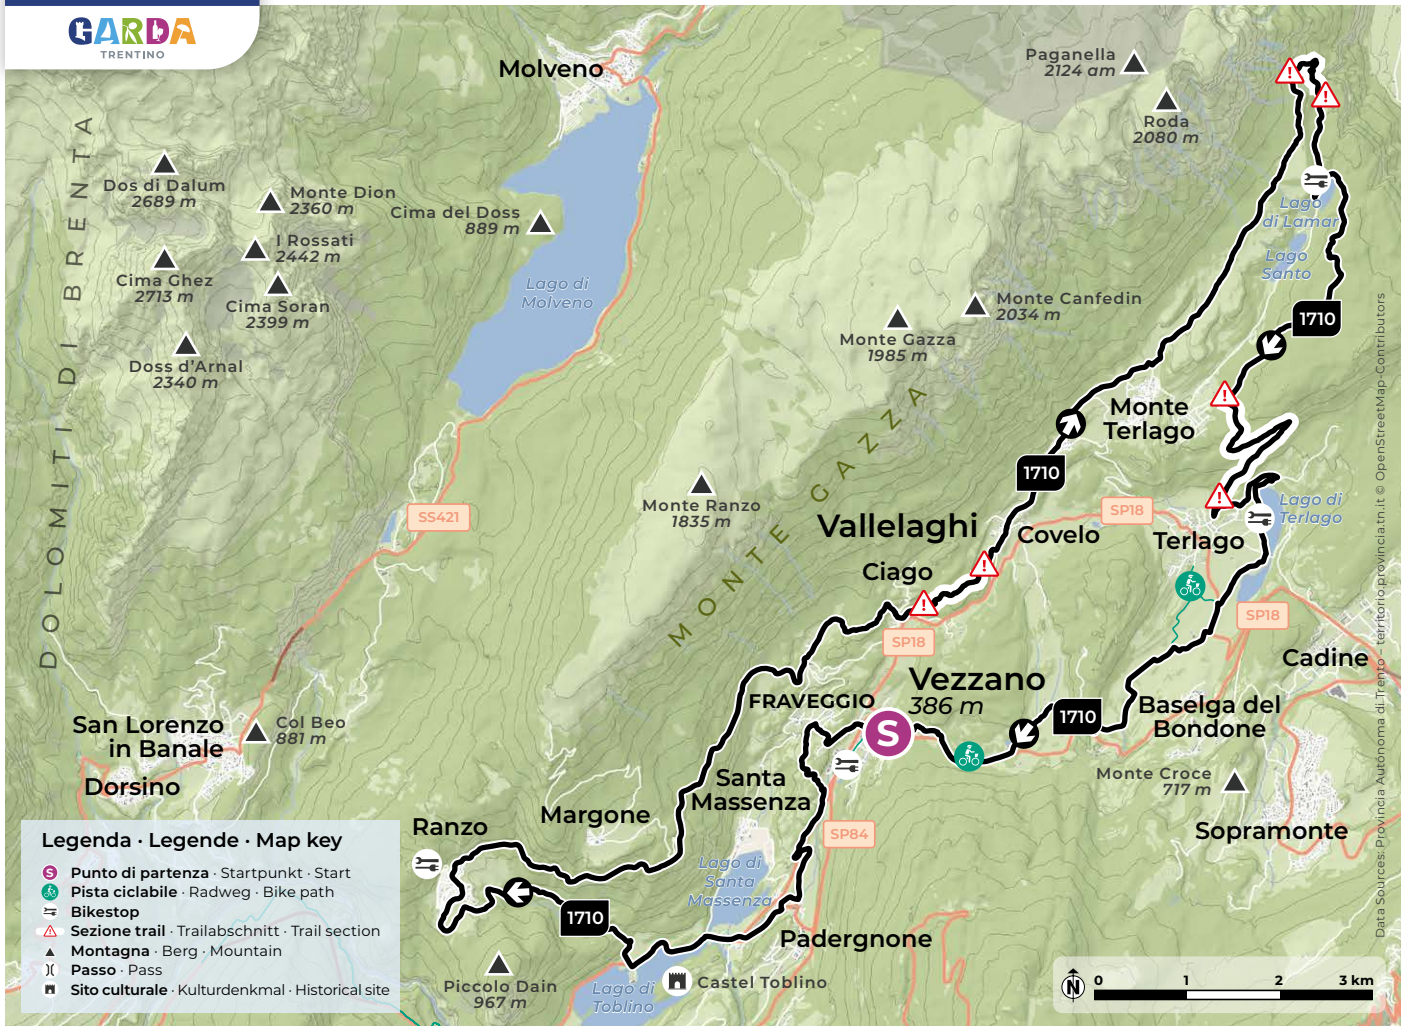 GARDA
TRENTINO
Molveno
Paganella
2124 am
Roda
2080 m
Dos di Dalum
2689 m
Monte Dion
2360 m
Cima del Doss
889 m
I Rossati
2442 m
Cima Ghez
2713 m
Cima Soran
2399 m
Doss d'Arnal
2340 m
DOLOMITI DI BRENTA
Lago di
Molveno
Lago
di Lamar
Lago
Santo
Monte Canfedin
2034 m
Monte Gazza
1985 m
1710
Monte
Terlago
MONTE GAZZA
1710
Monte Ranzo
1835 m
SS421
SP18
Vallelaghi
Covelo
Terlago
Lago di
Terlago
Ciago
SP18
SP18
Cadine
Vezzano
386 m
FRAVEGGIO
S
1710
Baselga del
Bondone
San Lorenzo
in Banale
Col Beo
881 m
Dorsino
Santa
Massenza
Monte Croce
717 m
Margone
Ranzo
SP84
Sopramonte
Lago di
Santa
Massenza
1710
Padergnone
Piccolo Dain
967 m
Lago di
Toblino
Castel Toblino
Legenda · Legende · Map key
S Punto di partenza · Startpunkt · Start
Pista ciclabile · Radweg · Bike path
Bikestop
Sezione trail · Trailabschnitt · Trail section
Montagna · Berg · Mountain
Passo · Pass
Sito culturale · Kulturdenkmal · Historical site
N
0 1 2 3 km
Data Sources: Provincia Autonoma di Trento – territorio.provincia.tn.it © OpenStreetMap-Contributors